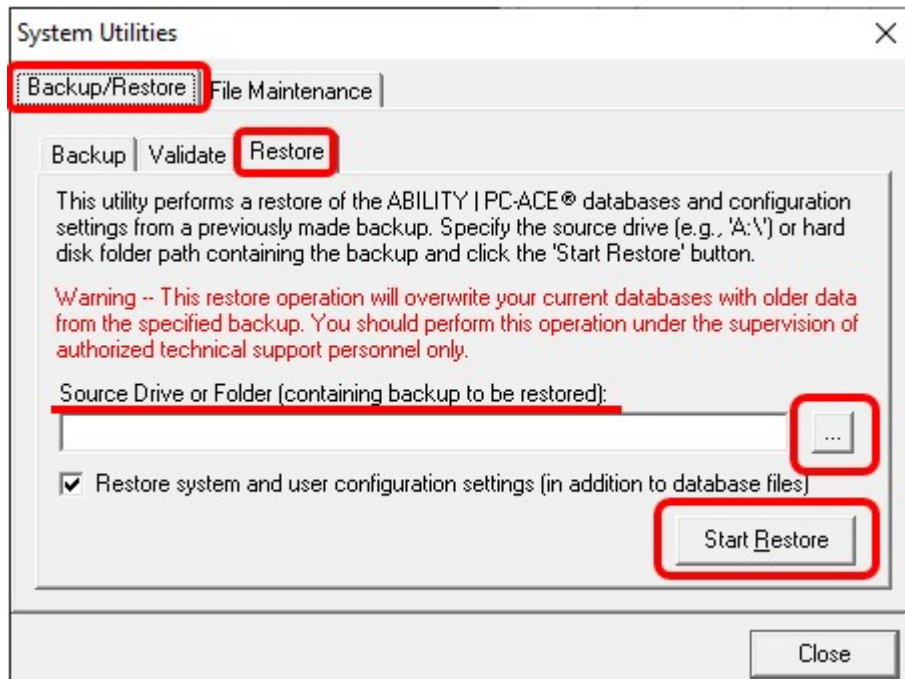 System Utilities
Backup/Restore File Maintenance
Backup Validate Restore
This utility performs a restore of the ABILITY | PC-ACE® databases and configuration
settings from a previously made backup. Specify the source drive (e.g., 'A:\') or hard
disk folder path containing the backup and click the 'Start Restore' button.
Warning -- This restore operation will overwrite your current databases with older data
from the specified backup. You should perform this operation under the supervision of
authorized technical support personnel only.
Source Drive or Folder (containing backup to be restored):
...
Restore system and user configuration settings (in addition to database files)
Start Restore
Close